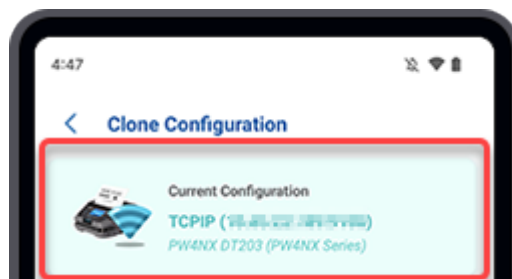 4:47
Clone Configuration
Current Configuration
TCPIP (
)
PW4NX DT203 (PW4NX Series)